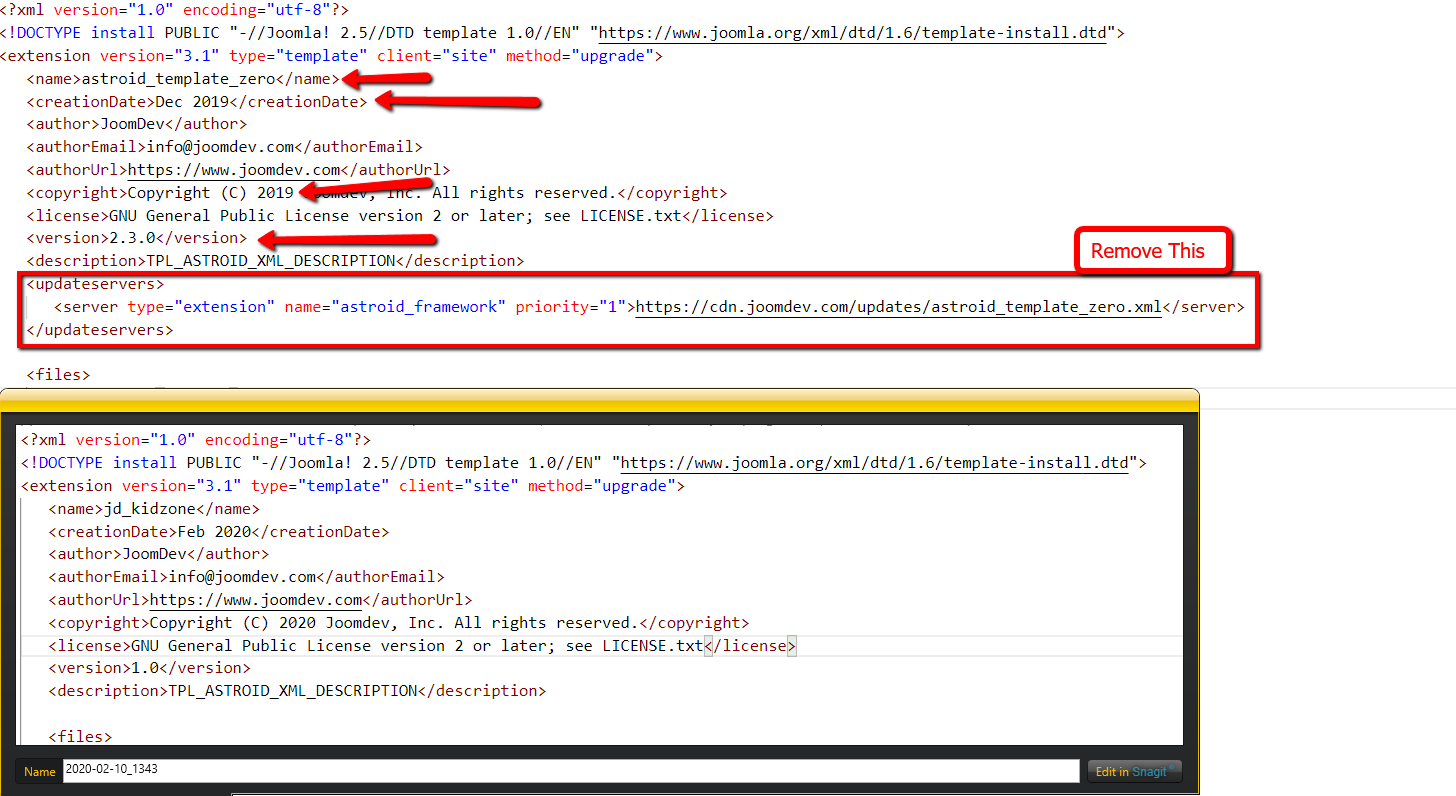 <?xml version="1.0" encoding="utf-8"?>
<!DOCTYPE install PUBLIC "-//Joomla! 2.5//DTD template 1.0//EN" "https://www.joomla.org/xml/dtd/1.6/template-install.dtd">
<extension version="3.1" type="template" client="site" method="upgrade">
<name>astroid_template_zero</name>
<creationDate>Dec 2019</creationDate>
<author>JoomDev</author>
<authorEmail>info@joomdev.com</authorEmail>
<authorUrl>https://www.joomdev.com</authorUrl>
<copyright>Copyright (C) 2019 Joomdev, Inc. All rights reserved.</copyright>
<license>GNU General Public License version 2 or later; see LICENSE.txt</license>
<version>2.3.0</version>
Remove This
<description>TPL_ASTROID_XML_DESCRIPTION</description>
<updateservers>
<server type="extension" name="astroid_framework" priority="1">https://cdn.joomdev.com/updates/astroid_template_zero.xml</server>
</updateservers>
<files>
<?xml version="1.0" encoding="utf-8"?>
<!DOCTYPE install PUBLIC "-//Joomla! 2.5//DTD template 1.0//EN" "https://www.joomla.org/xml/dtd/1.6/template-install.dtd">
<extension version="3.1" type="template" client="site" method="upgrade">
<name>jd_kidzone</name>
<creationDate>Feb 2020</creationDate>
<author>JoomDev</author>
<authorEmail>info@joomdev.com</authorEmail>
<authorUrl>https://www.joomdev.com</authorUrl>
<copyright>Copyright (C) 2020 Joomdev, Inc. All rights reserved.</copyright>
<license>GNU General Public License version 2 or later; see LICENSE.txt</license>
<version>1.0</version>
<description>TPL_ASTROID_XML_DESCRIPTION</description>
<files>
Name 2020-02-10_1343 Edit in Snagit